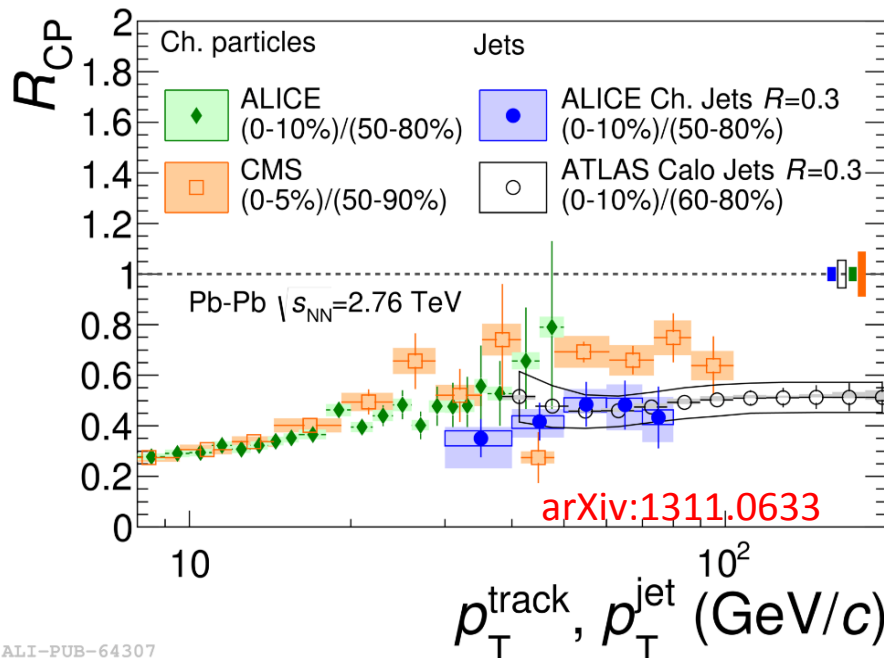 R_CP
2
1.8
1.6
1.4
1.2
1
0.8
0.6
0.4
0.2
0
Ch. particles
ALICE
(0-10%)/(50-80%)
CMS
(0-5%)/(50-90%)
Jets
ALICE Ch. Jets R=0.3
(0-10%)/(50-80%)
ATLAS Calo Jets R=0.3
(0-10%)/(60-80%)
Pb-Pb √s_NN=2.76 TeV
arXiv:1311.0633
10
10²
p_T^track, p_T^jet (GeV/c)
ALI-PUB-64307